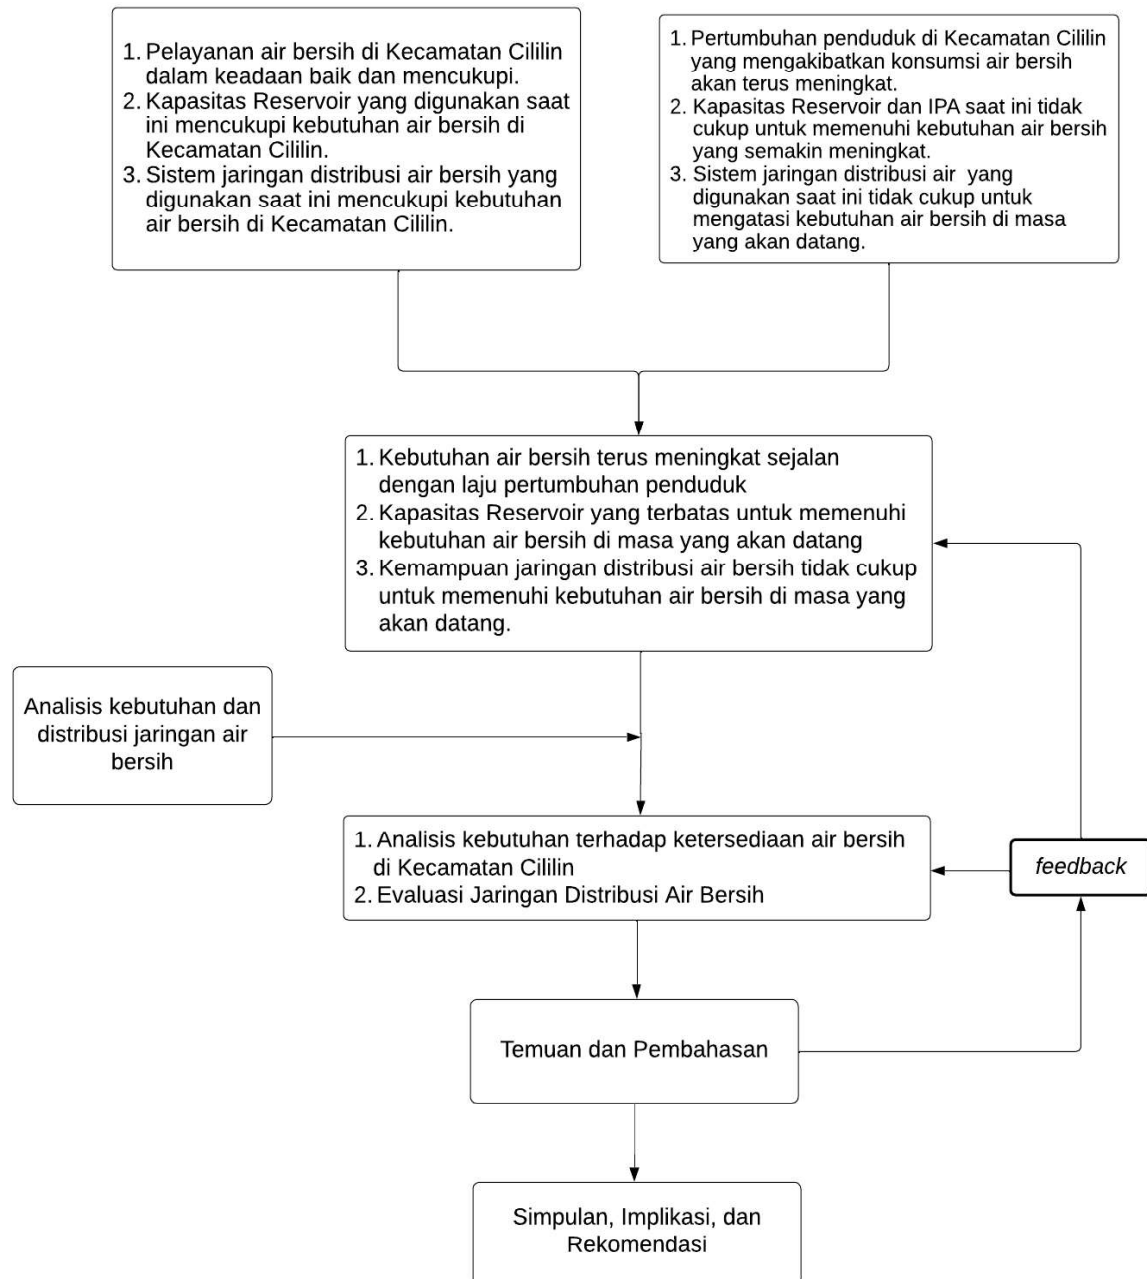 1. Pelayanan air bersih di Kecamatan Cililin
dalam keadaan baik dan mencukupi.
2. Kapasitas Reservoir yang digunakan saat
ini mencukupi kebutuhan air bersih di
Kecamatan Cililin.
3. Sistem jaringan distribusi air bersih yang
digunakan saat ini mencukupi kebutuhan
air bersih di Kecamatan Cililin.
1. Pertumbuhan penduduk di Kecamatan Cililin
yang mengakibatkan konsumsi air bersih
akan terus meningkat.
2. Kapasitas Reservoir dan IPA saat ini tidak
cukup untuk memenuhi kebutuhan air bersih
yang semakin meningkat.
3. Sistem jaringan distribusi air yang
digunakan saat ini tidak cukup untuk
mengatasi kebutuhan air bersih di masa
yang akan datang.
1. Kebutuhan air bersih terus meningkat sejalan
dengan laju pertumbuhan penduduk
2. Kapasitas Reservoir yang terbatas untuk memenuhi
kebutuhan air bersih di masa yang akan datang
3. Kemampuan jaringan distribusi air bersih tidak cukup
untuk memenuhi kebutuhan air bersih di masa yang
akan datang.
Analisis kebutuhan dan
distribusi jaringan air
bersih
1. Analisis kebutuhan terhadap ketersediaan air bersih
di Kecamatan Cililin
2. Evaluasi Jaringan Distribusi Air Bersih
feedback
Temuan dan Pembahasan
Simpulan, Implikasi, dan
Rekomendasi